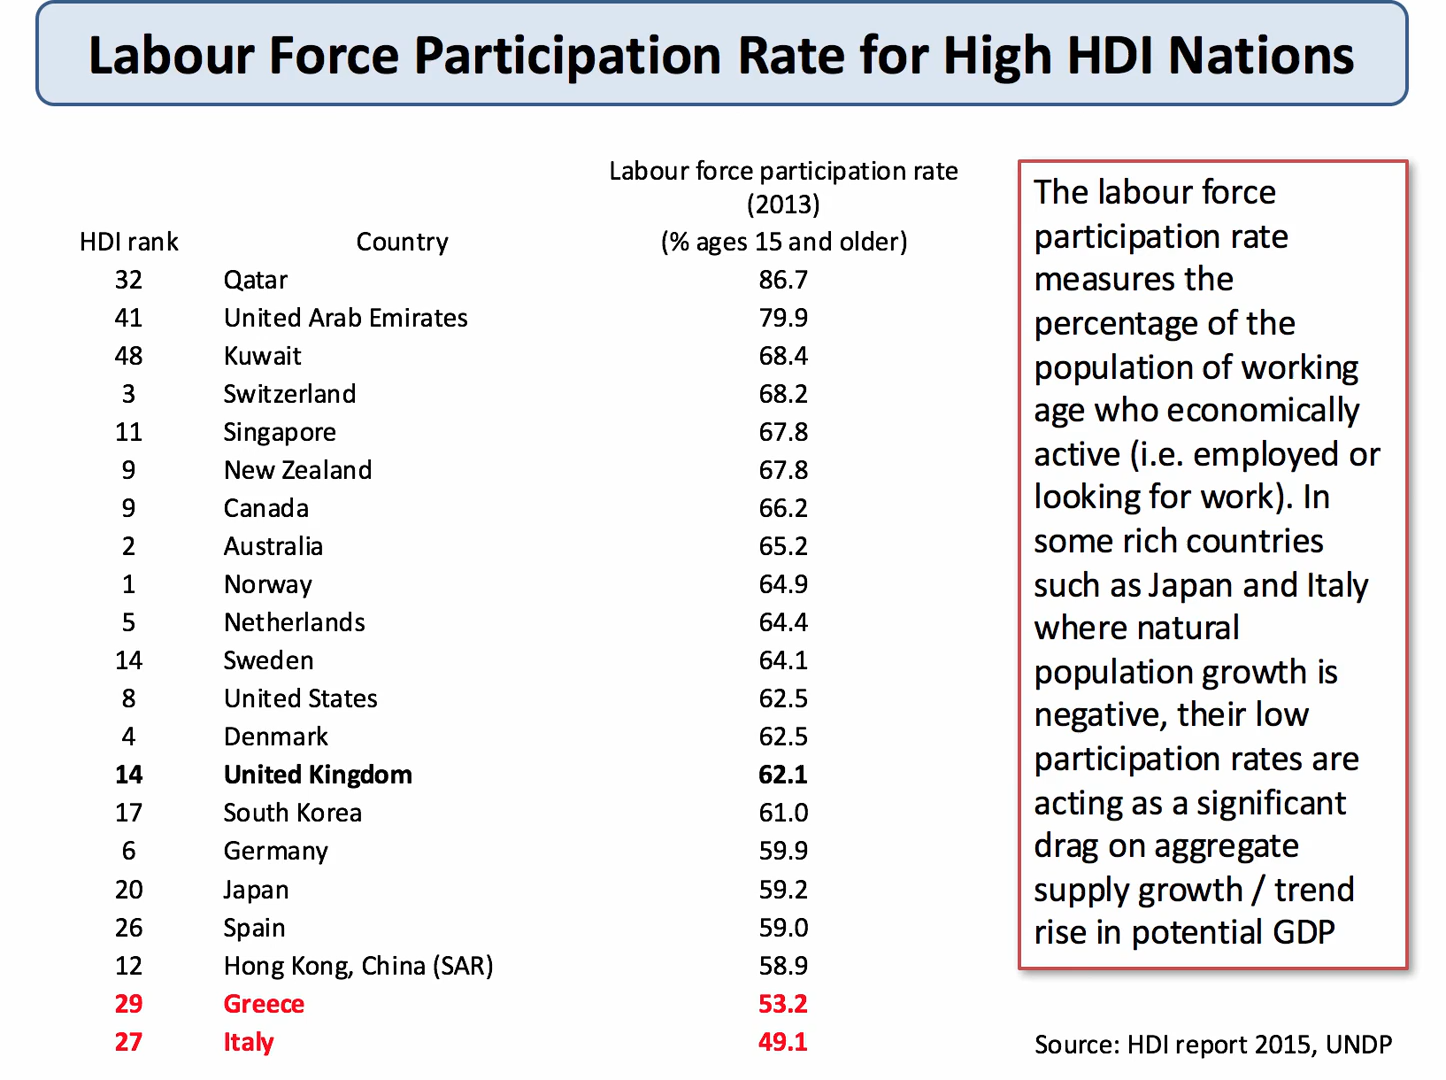 Labour Force Participation Rate for High HDI Nations
Labour force participation rate
(2013)
HDI rank Country (% ages 15 and older)
32 Qatar 86.7
41 United Arab Emirates 79.9
48 Kuwait 68.4
3 Switzerland 68.2
11 Singapore 67.8
9 New Zealand 67.8
9 Canada 66.2
2 Australia 65.2
1 Norway 64.9
5 Netherlands 64.4
14 Sweden 64.1
8 United States 62.5
4 Denmark 62.5
14 United Kingdom 62.1
17 South Korea 61.0
6 Germany 59.9
20 Japan 59.2
26 Spain 59.0
12 Hong Kong, China (SAR) 58.9
29 Greece 53.2
27 Italy 49.1
The labour force
participation rate
measures the
percentage of the
population of working
age who economically
active (i.e. employed or
looking for work). In
some rich countries
such as Japan and Italy
where natural
population growth is
negative, their low
participation rates are
acting as a significant
drag on aggregate
supply growth / trend
rise in potential GDP
Source: HDI report 2015, UNDP